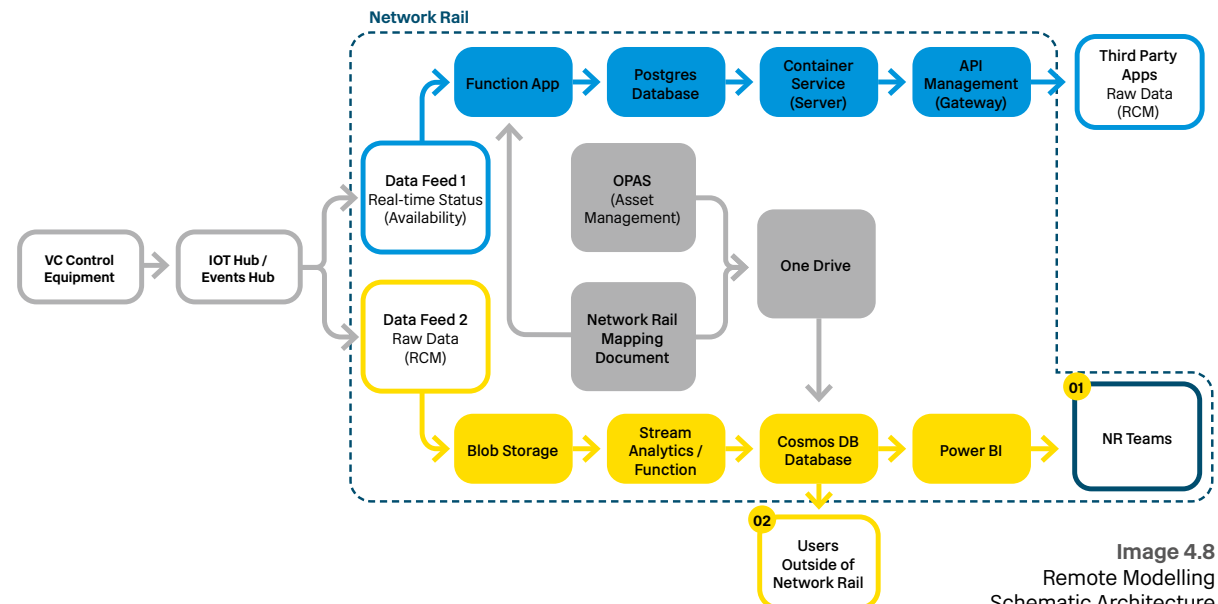 Network Rail
Function App
Postgres
Database
Container
Service
(Server)
API
Management
(Gateway)
Third Party
Apps
Raw Data
(RCM)
Data Feed 1
Real-time Status
(Availability)
OPAS
(Asset
Management)
VC Control
Equipment
IOT Hub /
Events Hub
One Drive
Data Feed 2
Raw Data
(RCM)
Network Rail
Mapping
Document
01
NR Teams
Blob Storage
Stream
Analytics /
Function
Cosmos DB
Database
Power BI
02
Users
Outside of
Network Rail
Image 4.8
Remote Modelling
Schematic Architecture